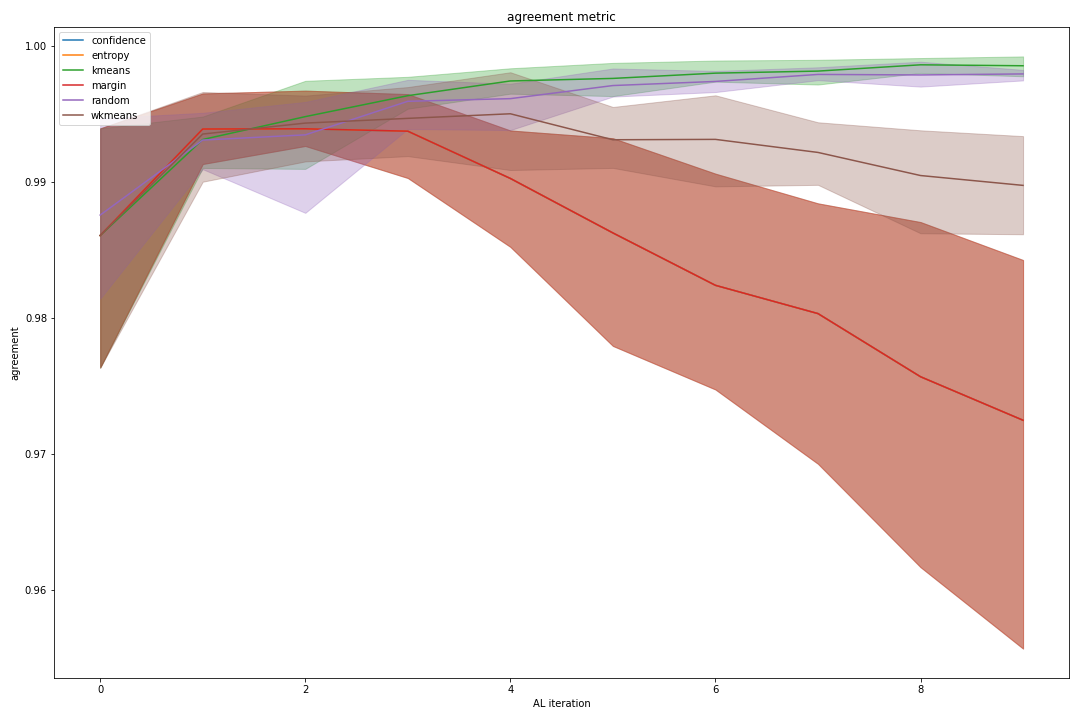 agreement metric
confidence
entropy
kmeans
margin
random
wkmeans
1.00
0.99
0.98
0.97
0.96
agreement
0 2 4 6 8
AL iteration